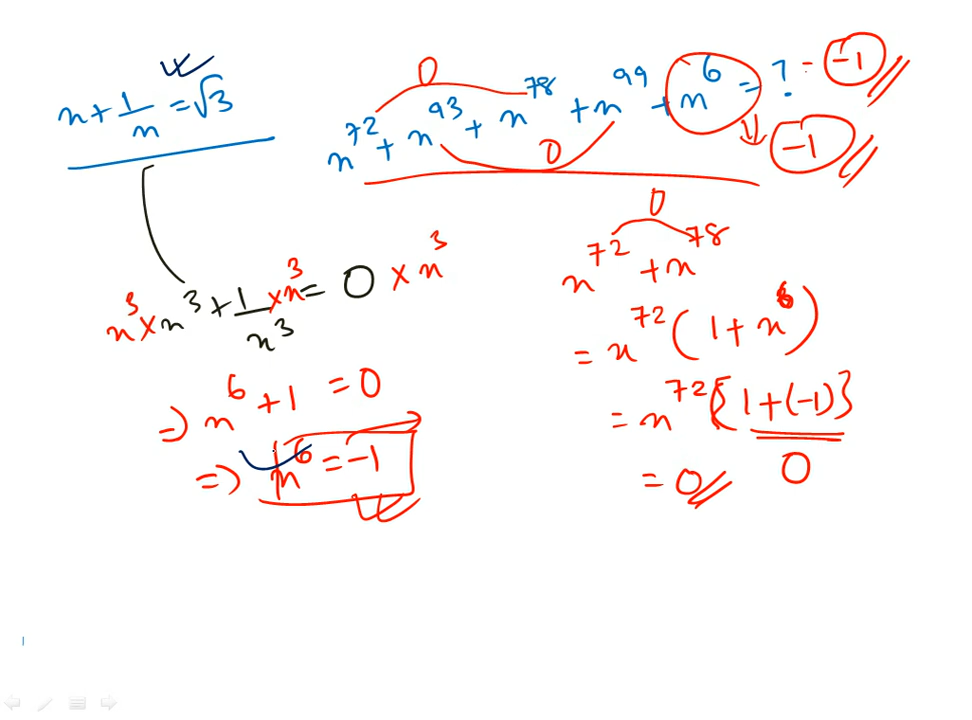 n + 1/n = √3
n^72 + n^93 + n^78 + n^99 + n^6 = ? = -1
0
0
-1
n^3 × n^3 + 1/n^3 × n^3 = 0 × n^3
⇒ n^6 + 1 = 0
⇒ n^6 = -1
0
n^72 + n^78
= n^72 (1 + n^6)
= n^72 {1 + (-1)}
0
= 0